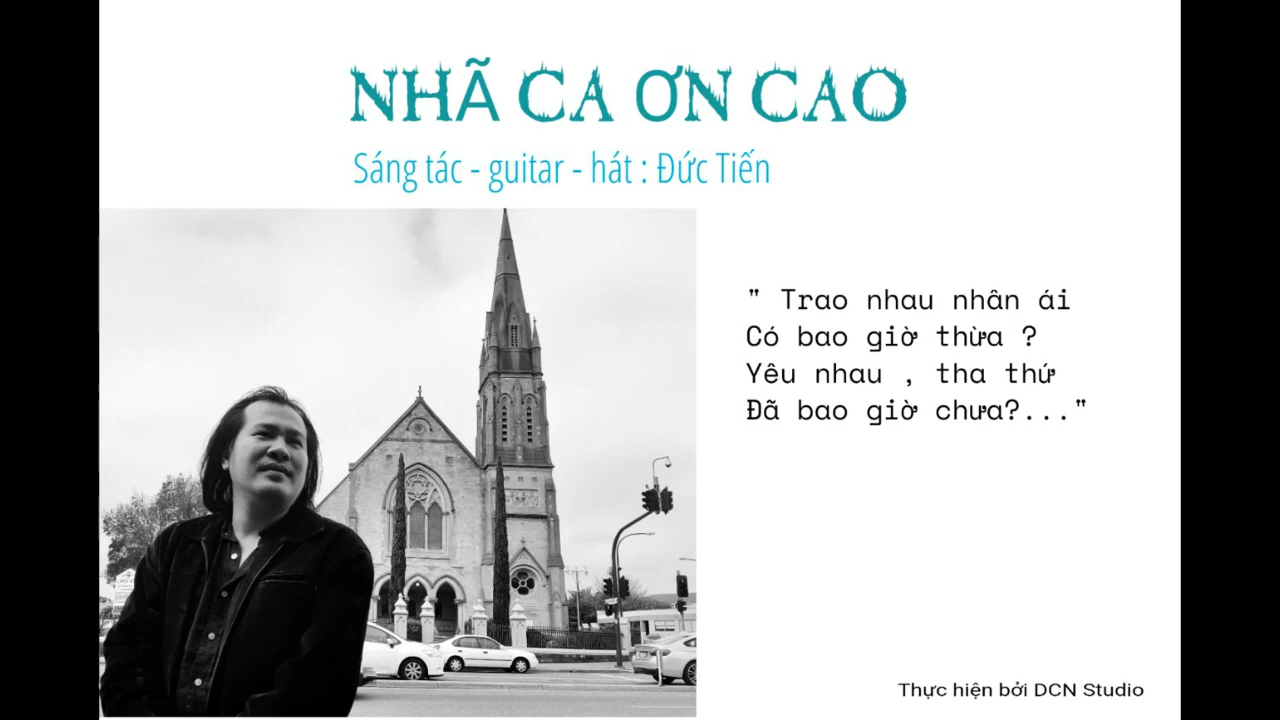 NHÃ CA ƠN CAO
Sáng tác - guitar - hát : Đức Tiến
" Trao nhau nhân ái
Có bao giờ thừa ?
Yêu nhau , tha thứ
Đã bao giờ chưa?..."
Thực hiện bởi DCN Studio